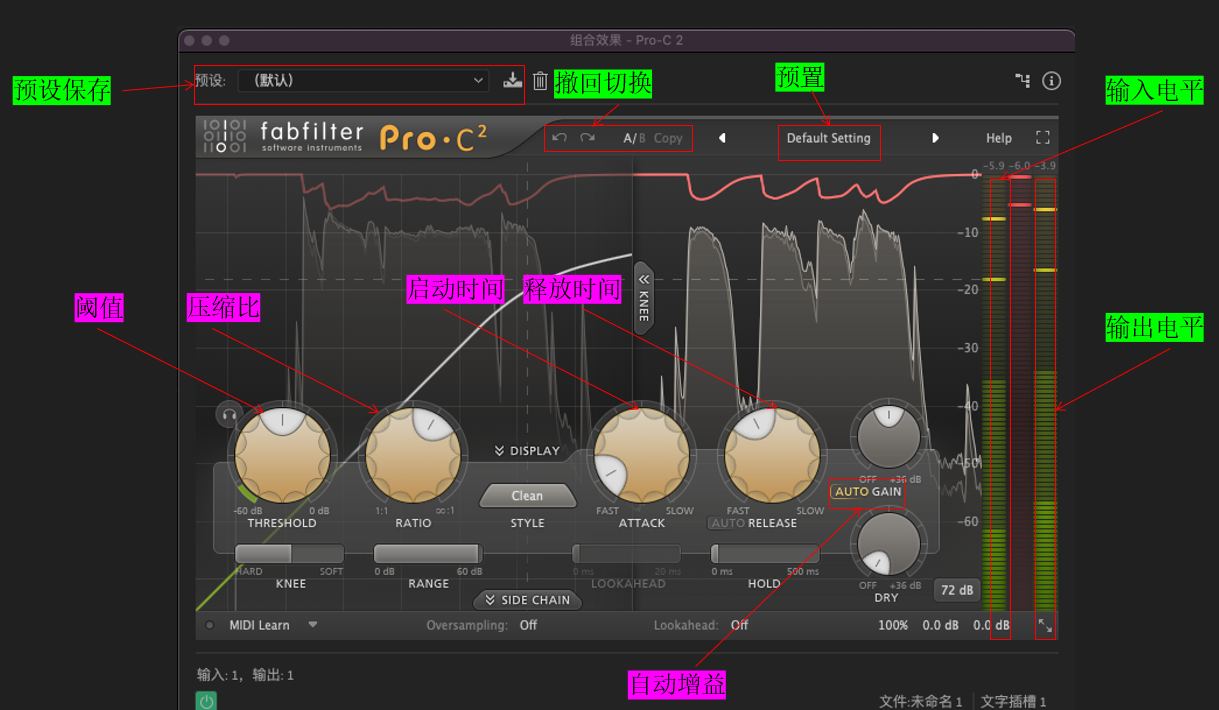 组合效果 - Pro-C 2
预设保存
预设:
(默认)
撤回切换
预置
输入电平
fabfilter
software instruments
Pro·C 2
A/B Copy
Default Setting
Help
-5.9 -6.0 -3.9
0
-10
-20
-30
-40
-50
-60
KNEE
阈值
压缩比
启动时间
释放时间
输出电平
DISPLAY
Clean
STYLE
-60 dB 0 dB
THRESHOLD
1:1 ∞:1
RATIO
FAST SLOW
ATTACK
FAST SLOW
AUTO RELEASE
OFF +36 dB
AUTO GAIN
HARD SOFT
KNEE
0 dB 60 dB
RANGE
0 ms 20 ms
LOOKAHEAD
0 ms 500 ms
HOLD
OFF +36 dB
DRY
72 dB
SIDE CHAIN
MIDI Learn
Oversampling: Off
Lookahead: Off
100% 0.0 dB 0.0 dB
自动增益
输入: 1, 输出: 1
文件:未命名 1
文字插槽 1